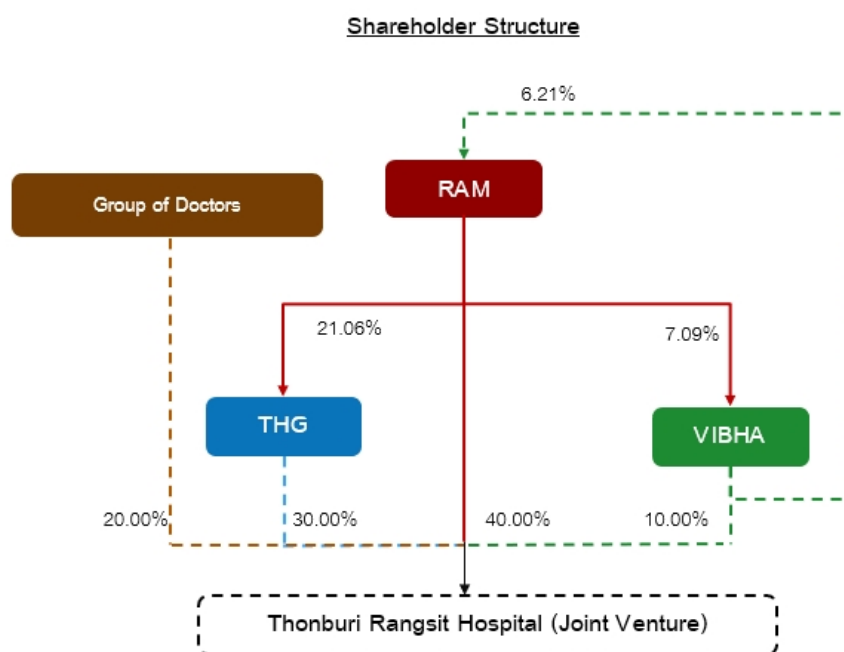 Shareholder Structure
6.21%
RAM
Group of Doctors
21.06%
7.09%
THG
VIBHA
20.00%
30.00%
40.00%
10.00%
Thonburi Rangsit Hospital (Joint Venture)